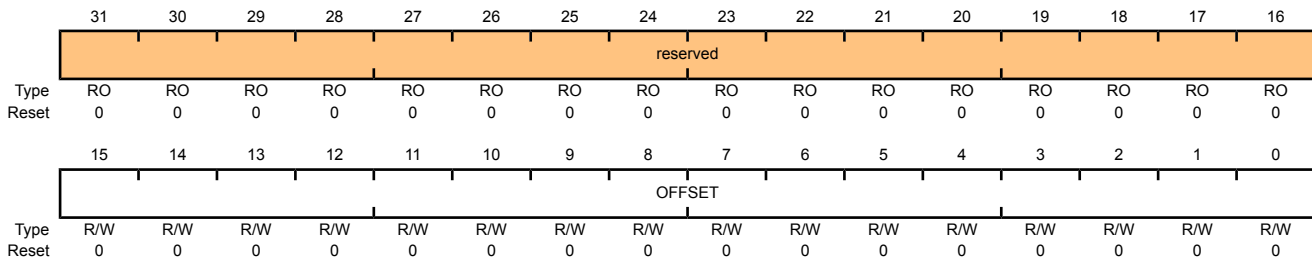 31 30 29 28 27 26 25 24 23 22 21 20 19 18 17 16
reserved
Type RO RO RO RO RO RO RO RO RO RO RO RO RO RO RO RO
Reset 0 0 0 0 0 0 0 0 0 0 0 0 0 0 0 0
15 14 13 12 11 10 9 8 7 6 5 4 3 2 1 0
OFFSET
Type R/W R/W R/W R/W R/W R/W R/W R/W R/W R/W R/W R/W R/W R/W R/W R/W
Reset 0 0 0 0 0 0 0 0 0 0 0 0 0 0 0 0